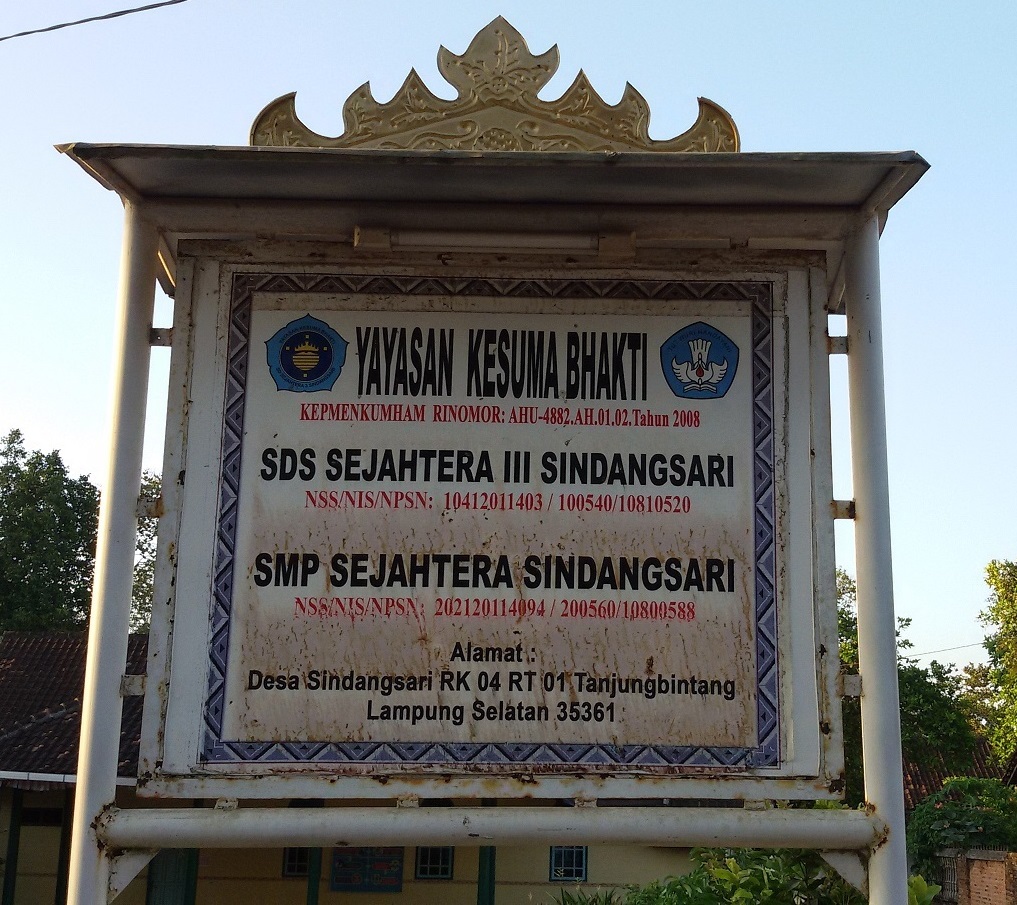 YAYASAN KESUMA BHAKTI
KEPMENKUMHAM RINOMOR: AHU-4882.AH.01.02.Tahun 2008
SDS SEJAHTERA III SINDANGSARI
NSS/NIS/NPSN: 10412011403 / 100540/10810520
SMP SEJAHTERA SINDANGSARI
NSS/NIS/NPSN: 202120114094 / 200560/10800588
Alamat :
Desa Sindangsari RK 04 RT 01 Tanjungbintang
Lampung Selatan 35361